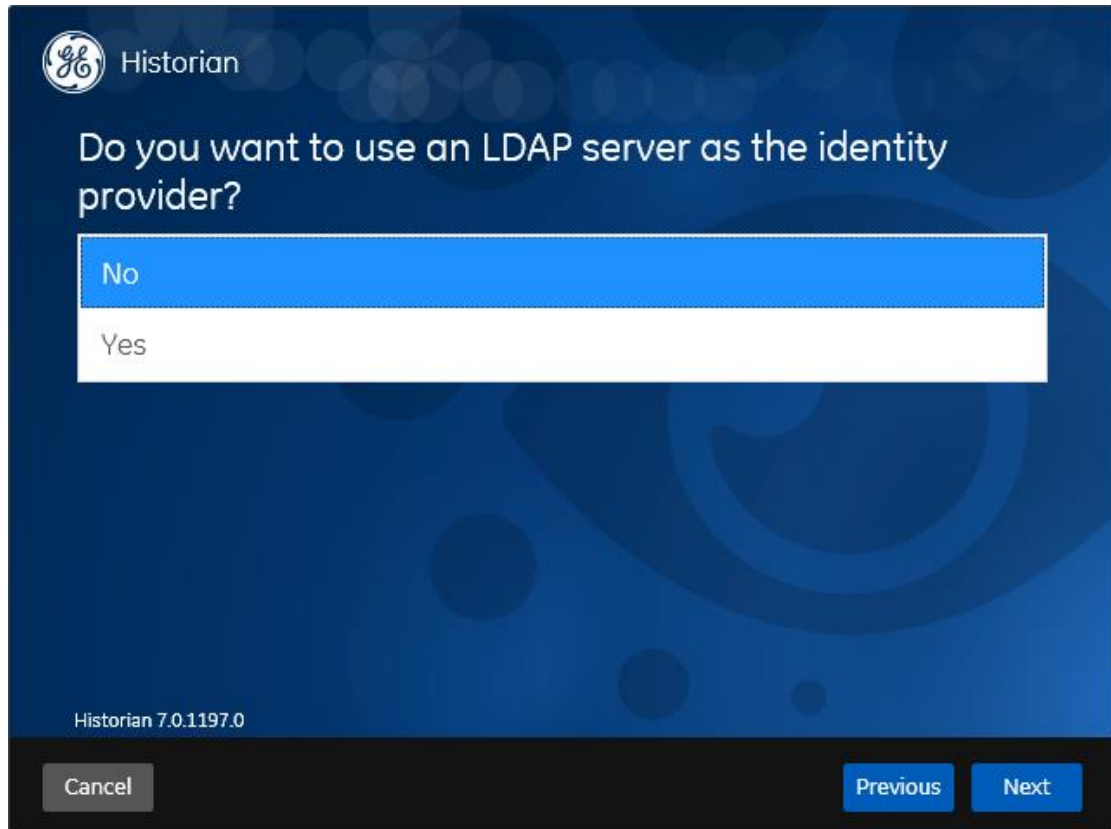 Historian
Do you want to use an LDAP server as the identity
provider?
No
Yes
Historian 7.0.1197.0
Cancel
Previous
Next